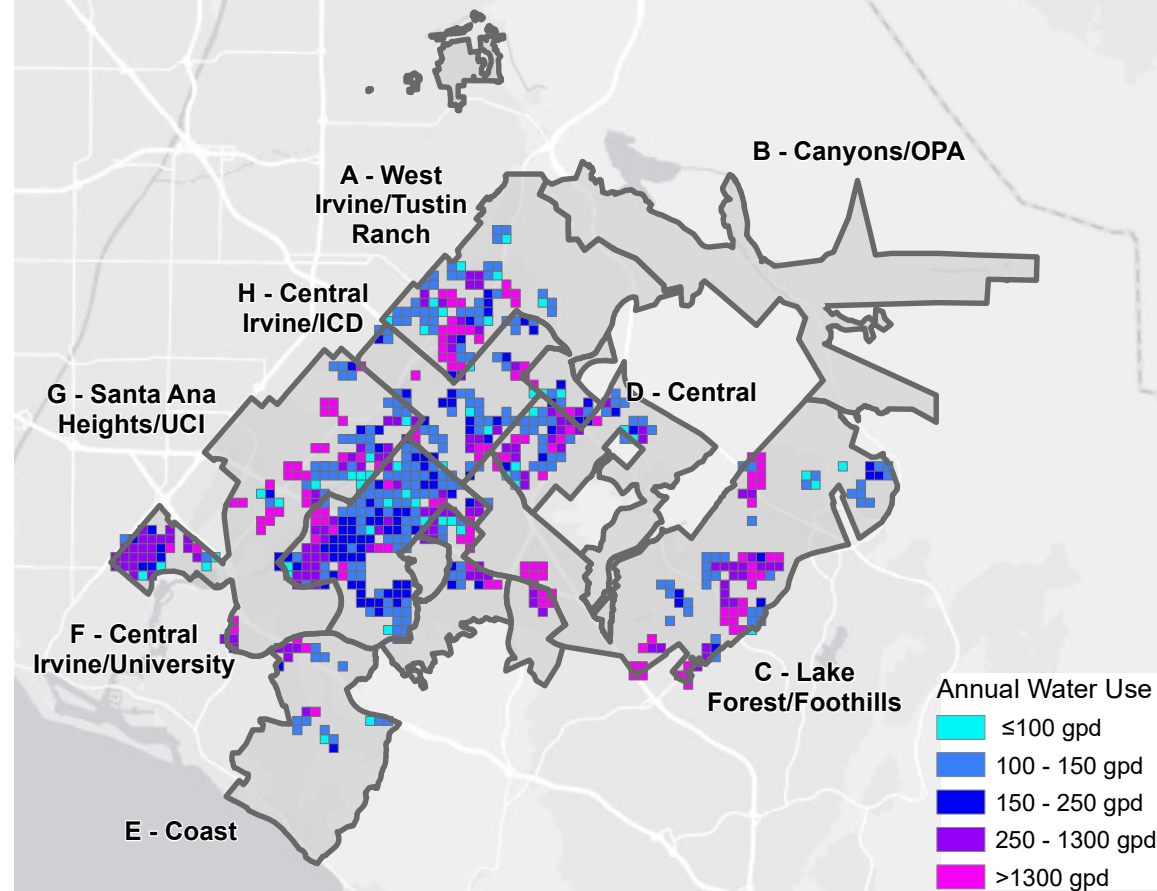 B - Canyons/OPA
A - West
Irvine/Tustin
Ranch
H - Central
Irvine/ICD
G - Santa Ana
Heights/UCI
D - Central
F - Central
Irvine/University
C - Lake
Forest/Foothills
E - Coast
Annual Water Use
≤100 gpd
100 - 150 gpd
150 - 250 gpd
250 - 1300 gpd
>1300 gpd